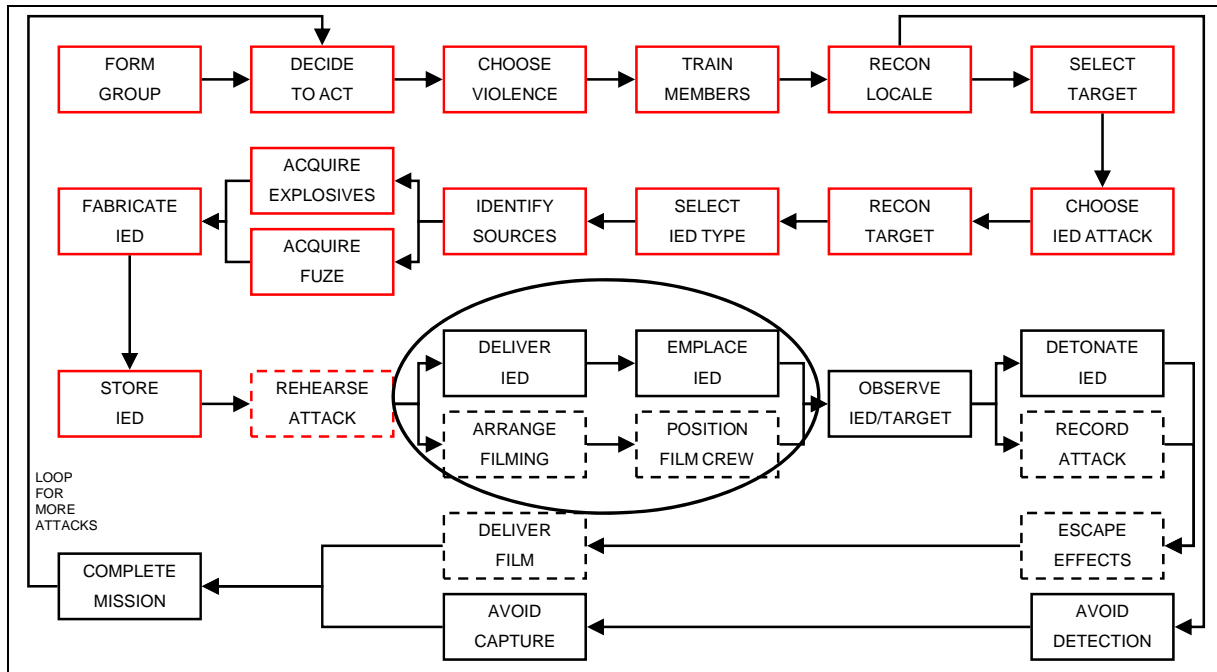 FORM
GROUP
DECIDE
TO ACT
CHOOSE
VIOLENCE
TRAIN
MEMBERS
RECON
LOCALE
SELECT
TARGET
FABRICATE
IED
ACQUIRE
EXPLOSIVES
ACQUIRE
FUZE
IDENTIFY
SOURCES
SELECT
IED TYPE
RECON
TARGET
CHOOSE
IED ATTACK
STORE
IED
REHEARSE
ATTACK
DELIVER
IED
EMPLACE
IED
ARRANGE
FILMING
POSITION
FILM CREW
OBSERVE
IED/TARGET
DETONATE
IED
RECORD
ATTACK
LOOP
FOR
MORE
ATTACKS
DELIVER
FILM
ESCAPE
EFFECTS
COMPLETE
MISSION
AVOID
CAPTURE
AVOID
DETECTION